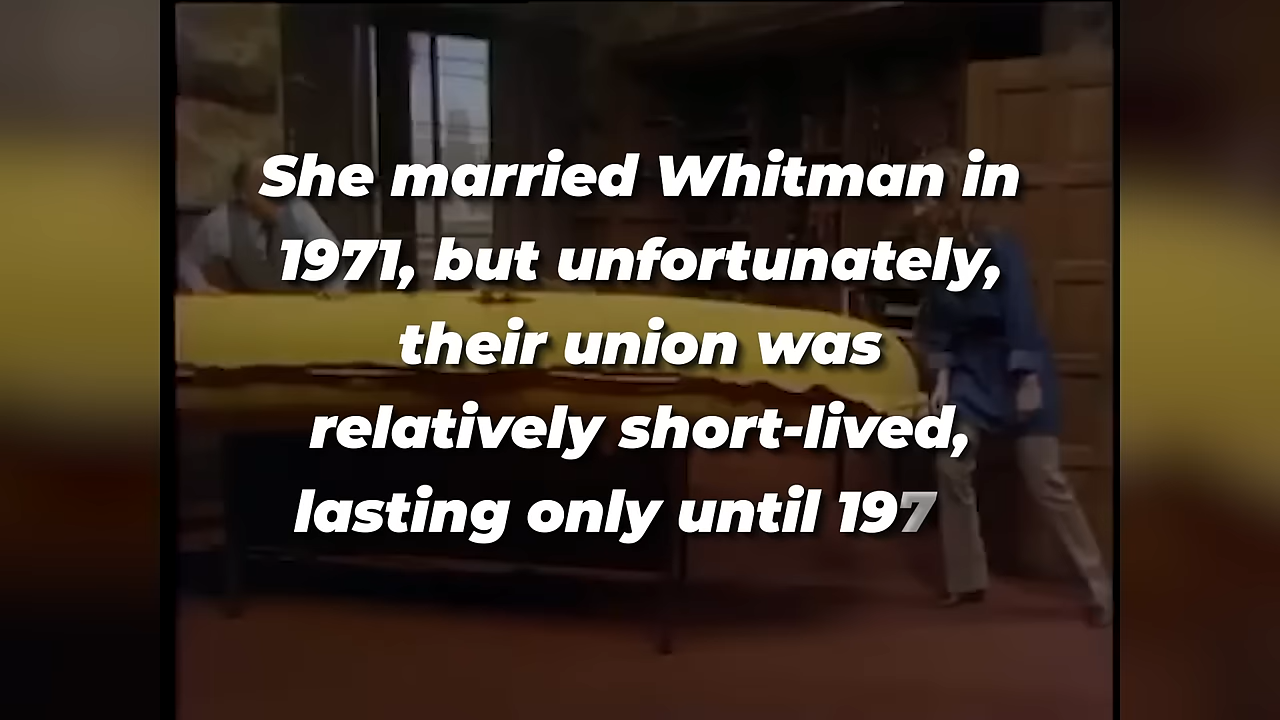 She married Whitman in
1971, but unfortunately,
their union was
relatively short-lived,
lasting only until 197